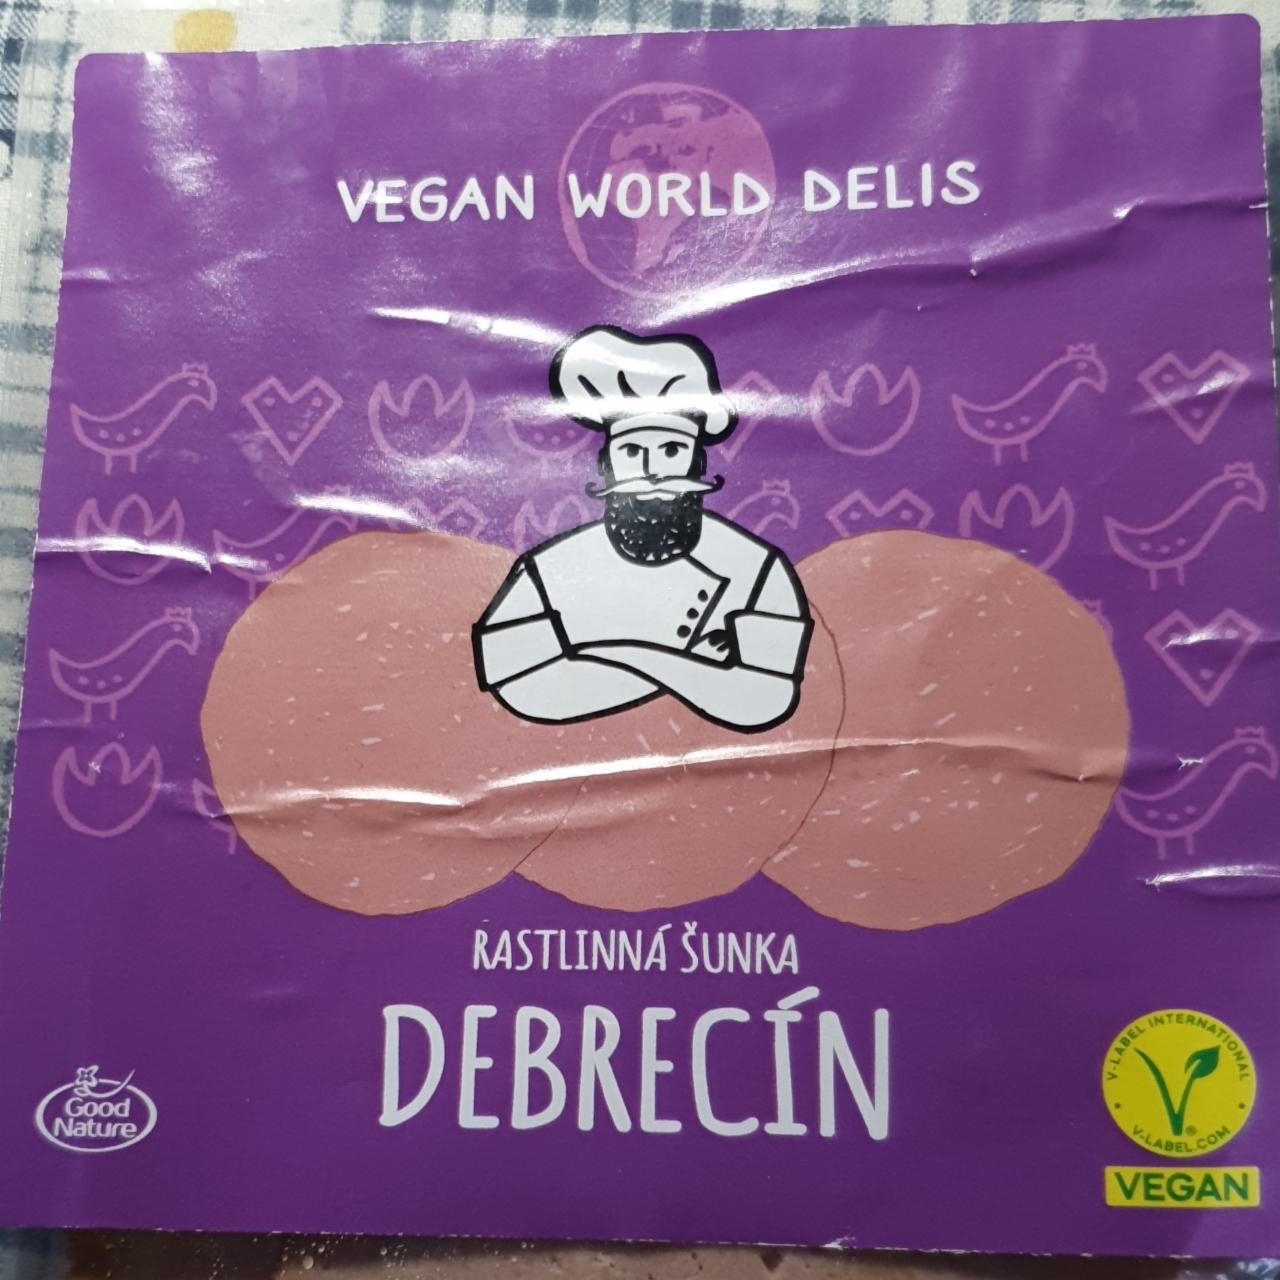 VEGAN WORLD DELIS
RASTLINNÁ ŠUNKA
DEBRECÍN
Good
Nature
V-LABEL INTERNATIONAL
V-LABEL.COM
®
VEGAN